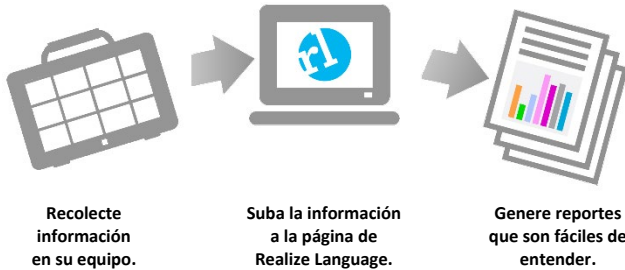 rl
Recolecte
información
en su equipo.
Suba la información
a la página de
Realize Language.
Genere reportes
que son fáciles de
entender.